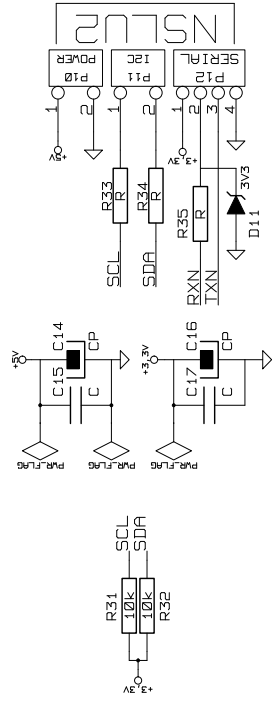 NSLU2
P10
POWER
P11
I2C
P12
SERIAL
1
2
1
2
1
2
3
4
+5V
+3,3V
R33
R
R34
R
R35
R
3V3
D11
SCL
SDA
RXN
TXN
+5V
C14
CP
C15
C
PWR_FLAG
PWR_FLAG
+3,3V
C16
CP
C17
C
PWR_FLAG
PWR_FLAG
SCL
SDA
R31
10k
10k
R32
+3,3V